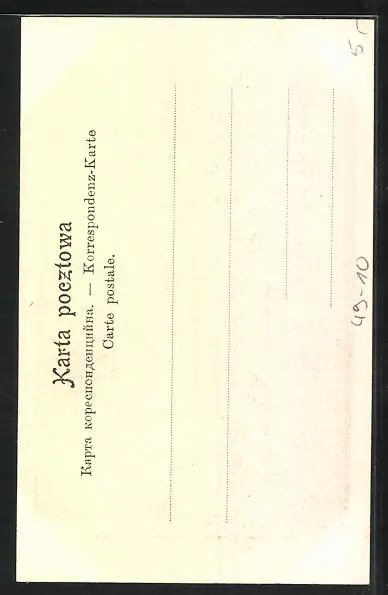 Karta pocztowa
Карта кореспонденцийна. — Korrespondenz-Karte
Carte postale.
49-10